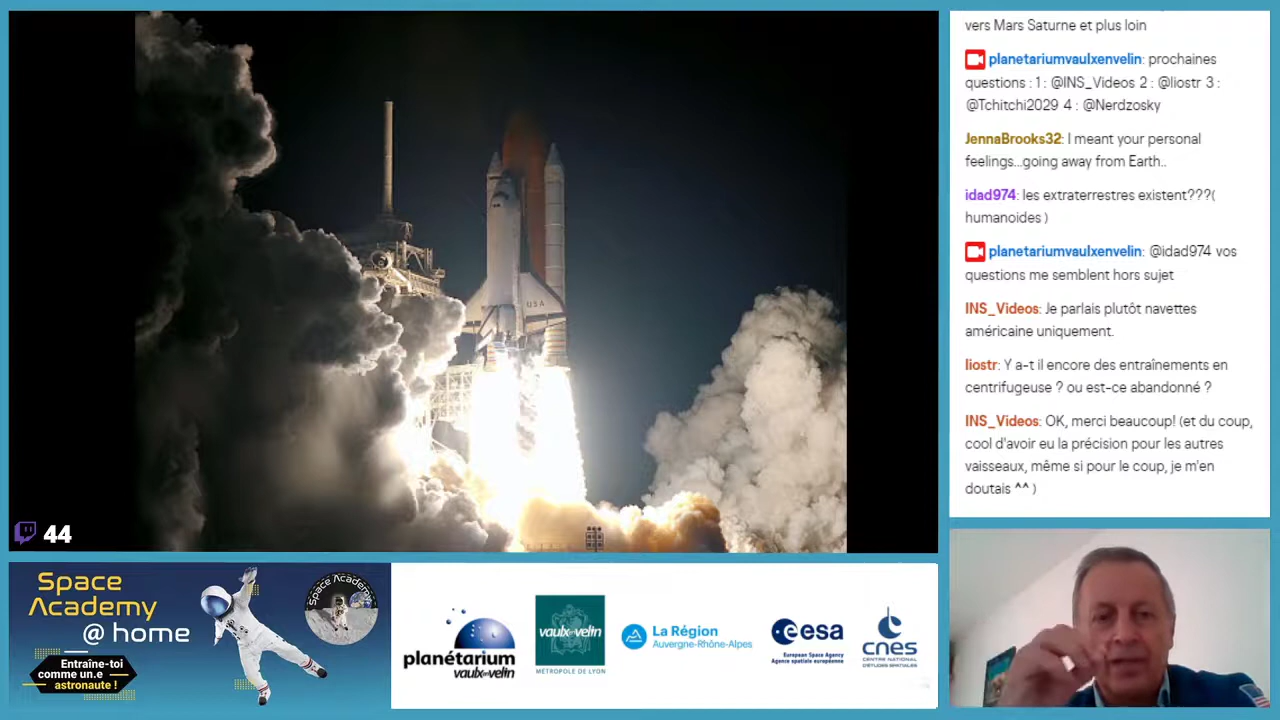 USA
44
vers Mars Saturne et plus loin
planetariumvaulxenvelin: prochaines
questions : 1 : @INS_Videos 2 : @liostr 3 :
@Tchitchi2029 4 : @Nerdzosky
JennaBrooks32: I meant your personal
feelings...going away from Earth..
idad974: les extraterrestres existent???(
humanoides )
planetariumvaulxenvelin: @idad974 vos
questions me semblent hors sujet
INS_Videos: Je parlais plutôt navettes
américaine uniquement.
liostr: Y a-t il encore des entraînements en
centrifugeuse ? ou est-ce abandonné ?
INS_Videos: OK, merci beaucoup! (et du coup,
cool d'avoir eu la précision pour les autres
vaisseaux, même si pour le coup, je m'en
doutais ^^ )
Space
Academy
@ home
Entraîne-toi
comme un.e
astronaute !
Space Academy
planétarium
vaulx en velin
vaulx en velin
MÉTROPOLE DE LYON
La Région
Auvergne-Rhône-Alpes
esa
European Space Agency
Agence spatiale européenne
cnes
CENTRE NATIONAL
D'ÉTUDES SPATIALES